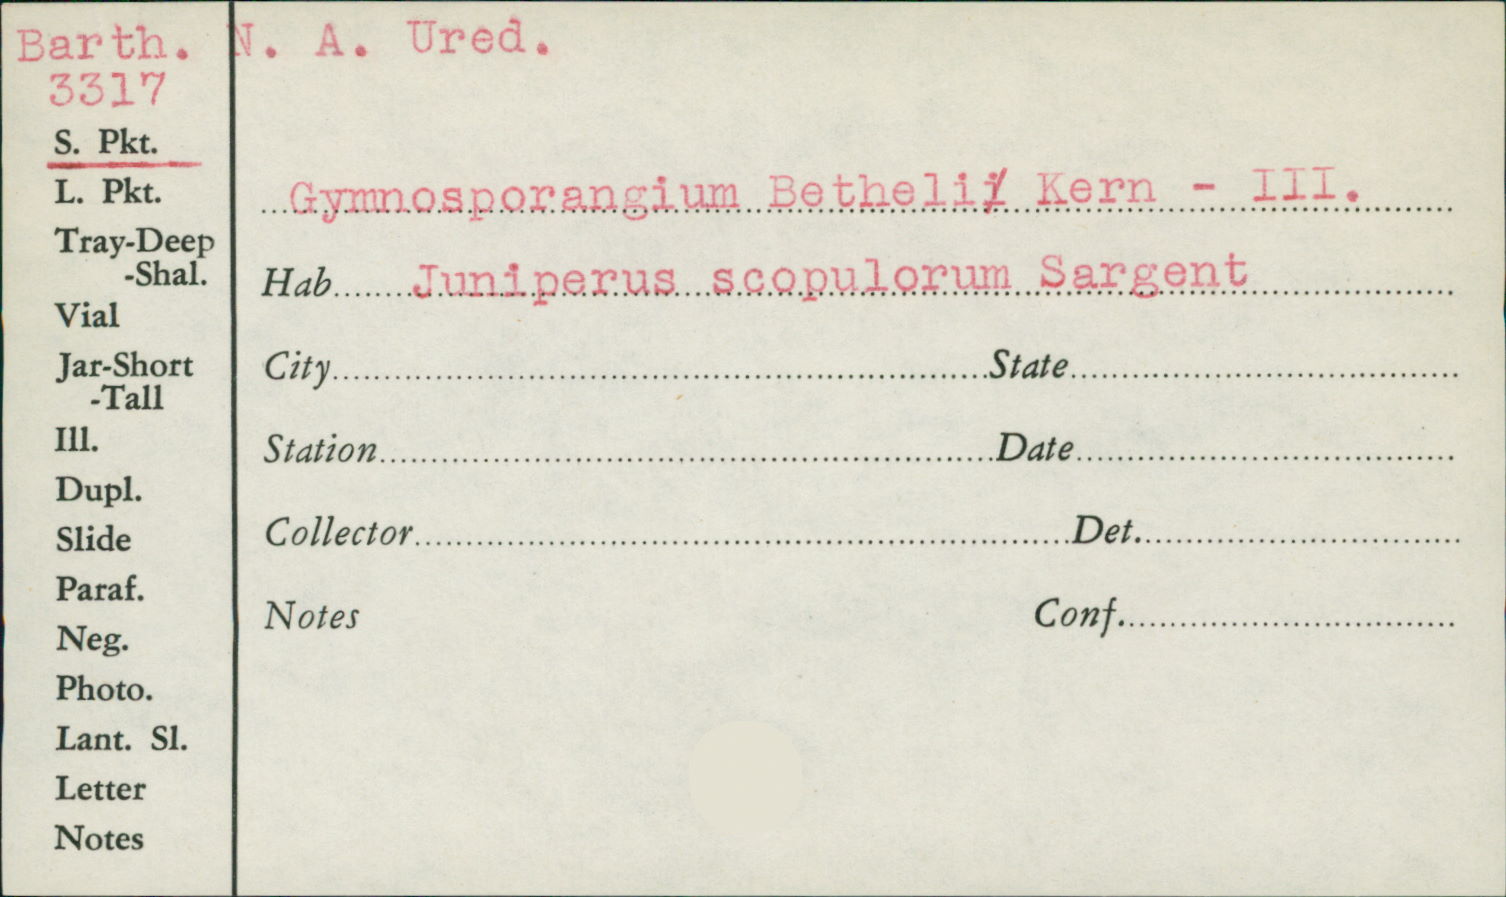 Barth. N. A. Ured.
3317
S. Pkt.
L. Pkt.
Tray-Deep
-Shal.
Vial
Jar-Short
-Tall
Ill.
Dupl.
Slide
Paraf.
Neg.
Photo.
Lant. Sl.
Letter
Notes
Gymnosporangium Betheli Kern - III.
Hab. Juniperus scopulorum Sargent
City State
Station Date
Collector Det.
Notes Conf.